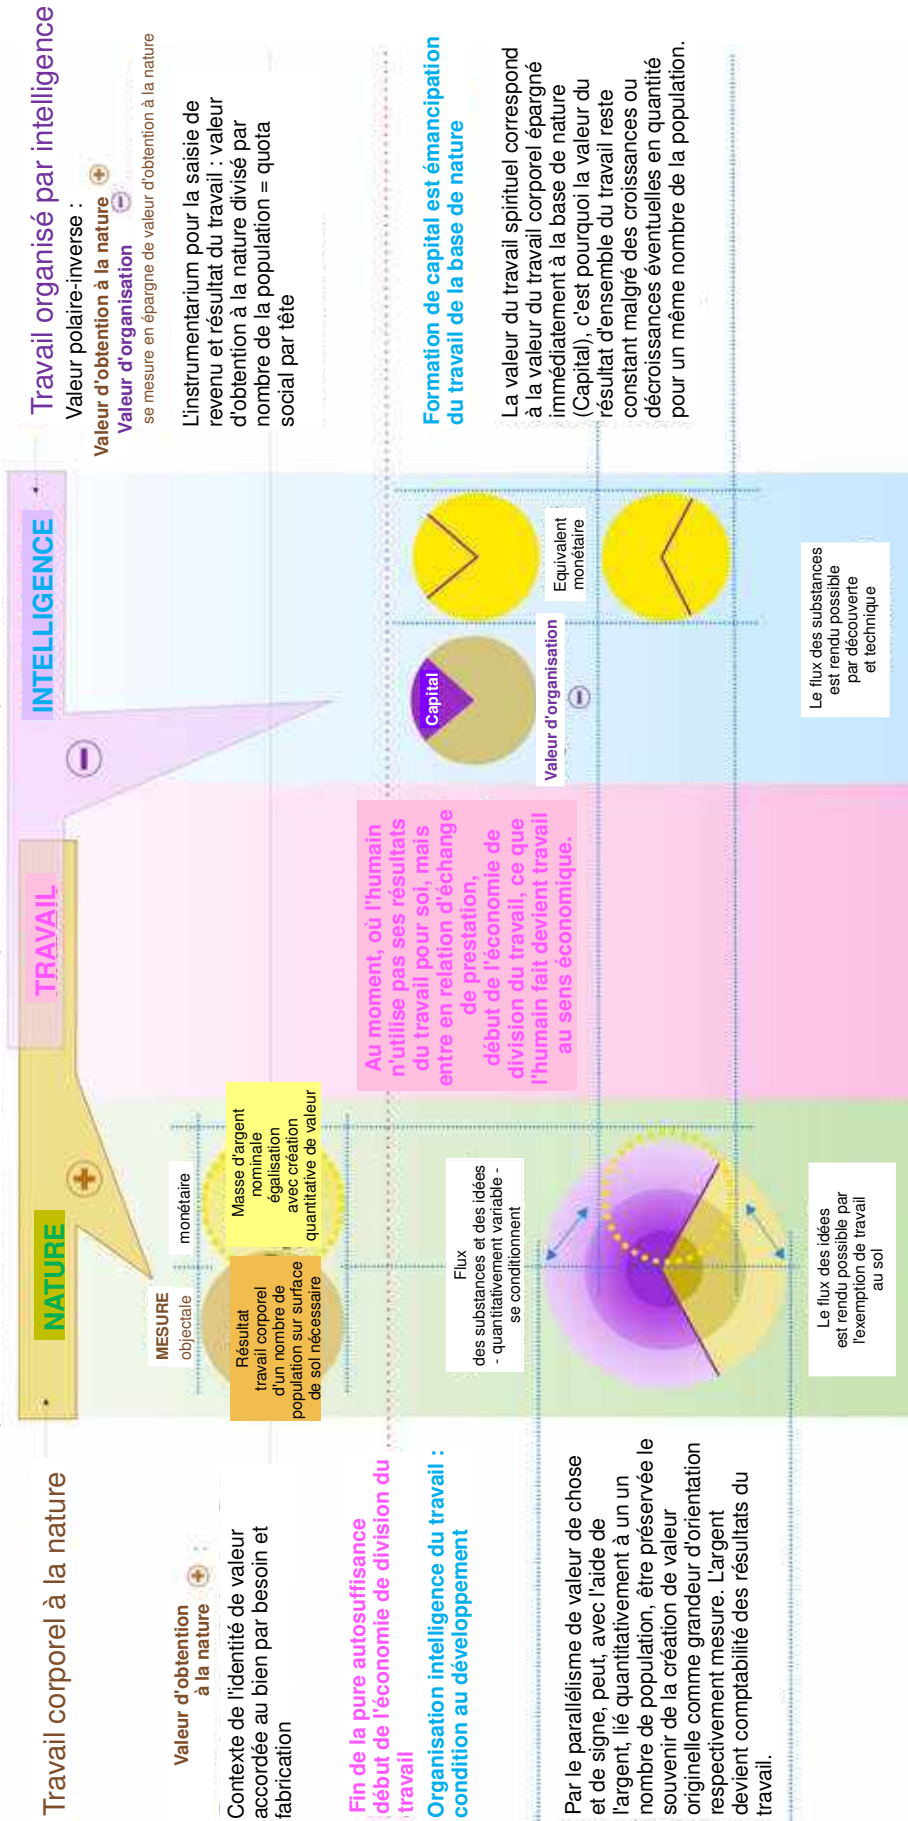 Travail corporel à la nature
NATURE
TRAVAIL
INTELLIGENCE
Travail organisé par intelligence
Valeur polaire-inverse :
Valeur d'obtention à la nature +
Valeur d'organisation −
se mesure en épargne de valeur d'obtention à la nature
+
−
Valeur d'obtention
à la nature + :
Contexte de l'identité de valeur
accordée au bien par besoin et
fabrication
MESURE
objectale
monétaire
Résultat
travail corporel
d'un nombre de
population sur surface
de sol nécessaire
Masse d'argent
nominale
égalisation
avec création
quantitative de valeur
L'instrumentarium pour la saisie de
revenu et résultat du travail : valeur
d'obtention à la nature divisé par
nombre de la population = quota
social par tête
Fin de la pure autosuffisance
début de l'économie de division du
travail
Organisation intelligence du travail :
condition au développement
Au moment, où l'humain
n'utilise pas ses résultats
du travail pour soi, mais
entre en relation d'échange
de prestation,
début de l'économie de
division du travail, ce que
l'humain fait devient travail
au sens économique.
Capital
Valeur d'organisation
−
Equivalent
monétaire
Formation de capital est émancipation
du travail de la base de nature
La valeur du travail spirituel correspond
à la valeur du travail corporel épargné
immédiatement à la base de nature
(Capital), c'est pourquoi la valeur du
résultat d'ensemble du travail reste
constant malgré des croissances ou
décroissances éventuelles en quantité
pour un même nombre de la population.
Flux
des substances et des idées
- quantitativement variable -
se conditionnent
Par le parallélisme de valeur de chose
et de signe, peut, avec l'aide de
l'argent, lié quantitativement à un un
nombre de population, être préservée le
souvenir de la création de valeur
originelle comme grandeur d'orientation
respectivement mesure. L'argent
devient comptabilité des résultats du
travail.
Le flux des idées
est rendu possible par
l'exemption de travail
au sol
Le flux des substances
est rendu possible
par découverte
et technique